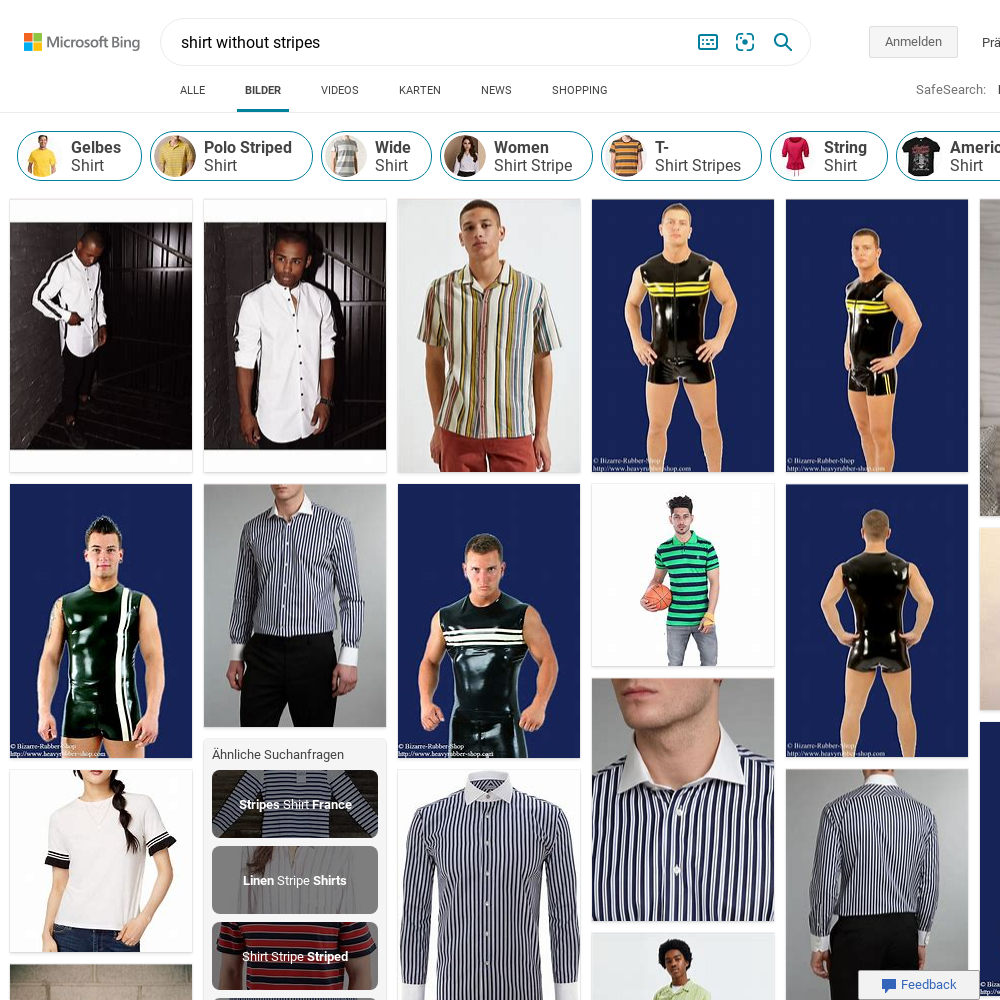 Microsoft Bing
shirt without stripes
Anmelden
Prä
ALLE
BILDER
VIDEOS
KARTEN
NEWS
SHOPPING
SafeSearch:
Gelbes
Shirt
Polo Striped
Shirt
Wide
Shirt
Women
Shirt Stripe
T-
Shirt Stripes
String
Shirt
Americ
Shirt
© Bizarre-Rubber-Shop
http://www.heavyrubber-shop.com
© Bizarre-Rubber-Shop
http://www.heavyrubber-shop.com
© Bizarre-Rubber-Shop
http://www.heavyrubber-shop.com
© Bizarre-Rubber-Shop
http://www.heavyrubber-shop.com
© Bizarre-Rubber-Shop
http://www.heavyrubber-shop.com
Ähnliche Suchanfragen
Stripes Shirt France
Linen Stripe Shirts
Shirt Stripe Striped
Feedback